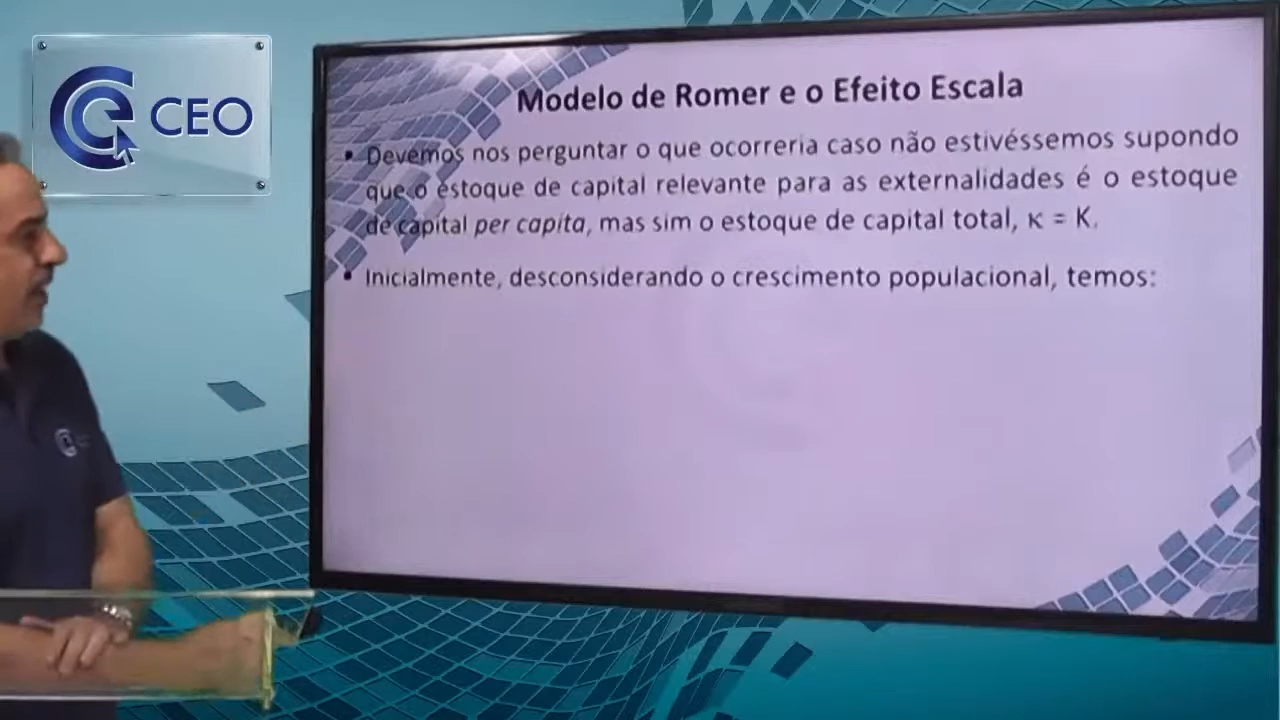 CEO
Modelo de Romer e o Efeito Escala
• Devemos nos perguntar o que ocorreria caso não estivéssemos supondo
que o estoque de capital relevante para as externalidades é o estoque
de capital per capita, mas sim o estoque de capital total, κ = K.
• Inicialmente, desconsiderando o crescimento populacional, temos: